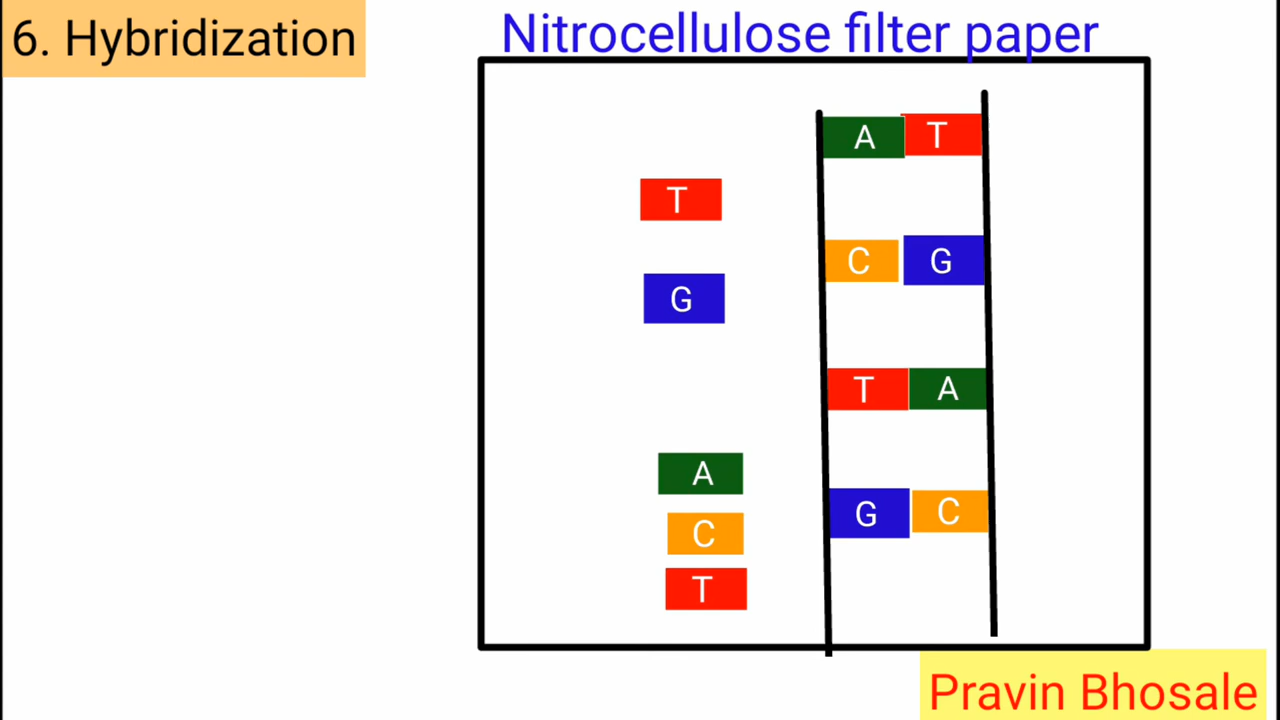 6. Hybridization
Nitrocellulose filter paper
A T
T
C G
G
T A
A
G C
C
T
Pravin Bhosale